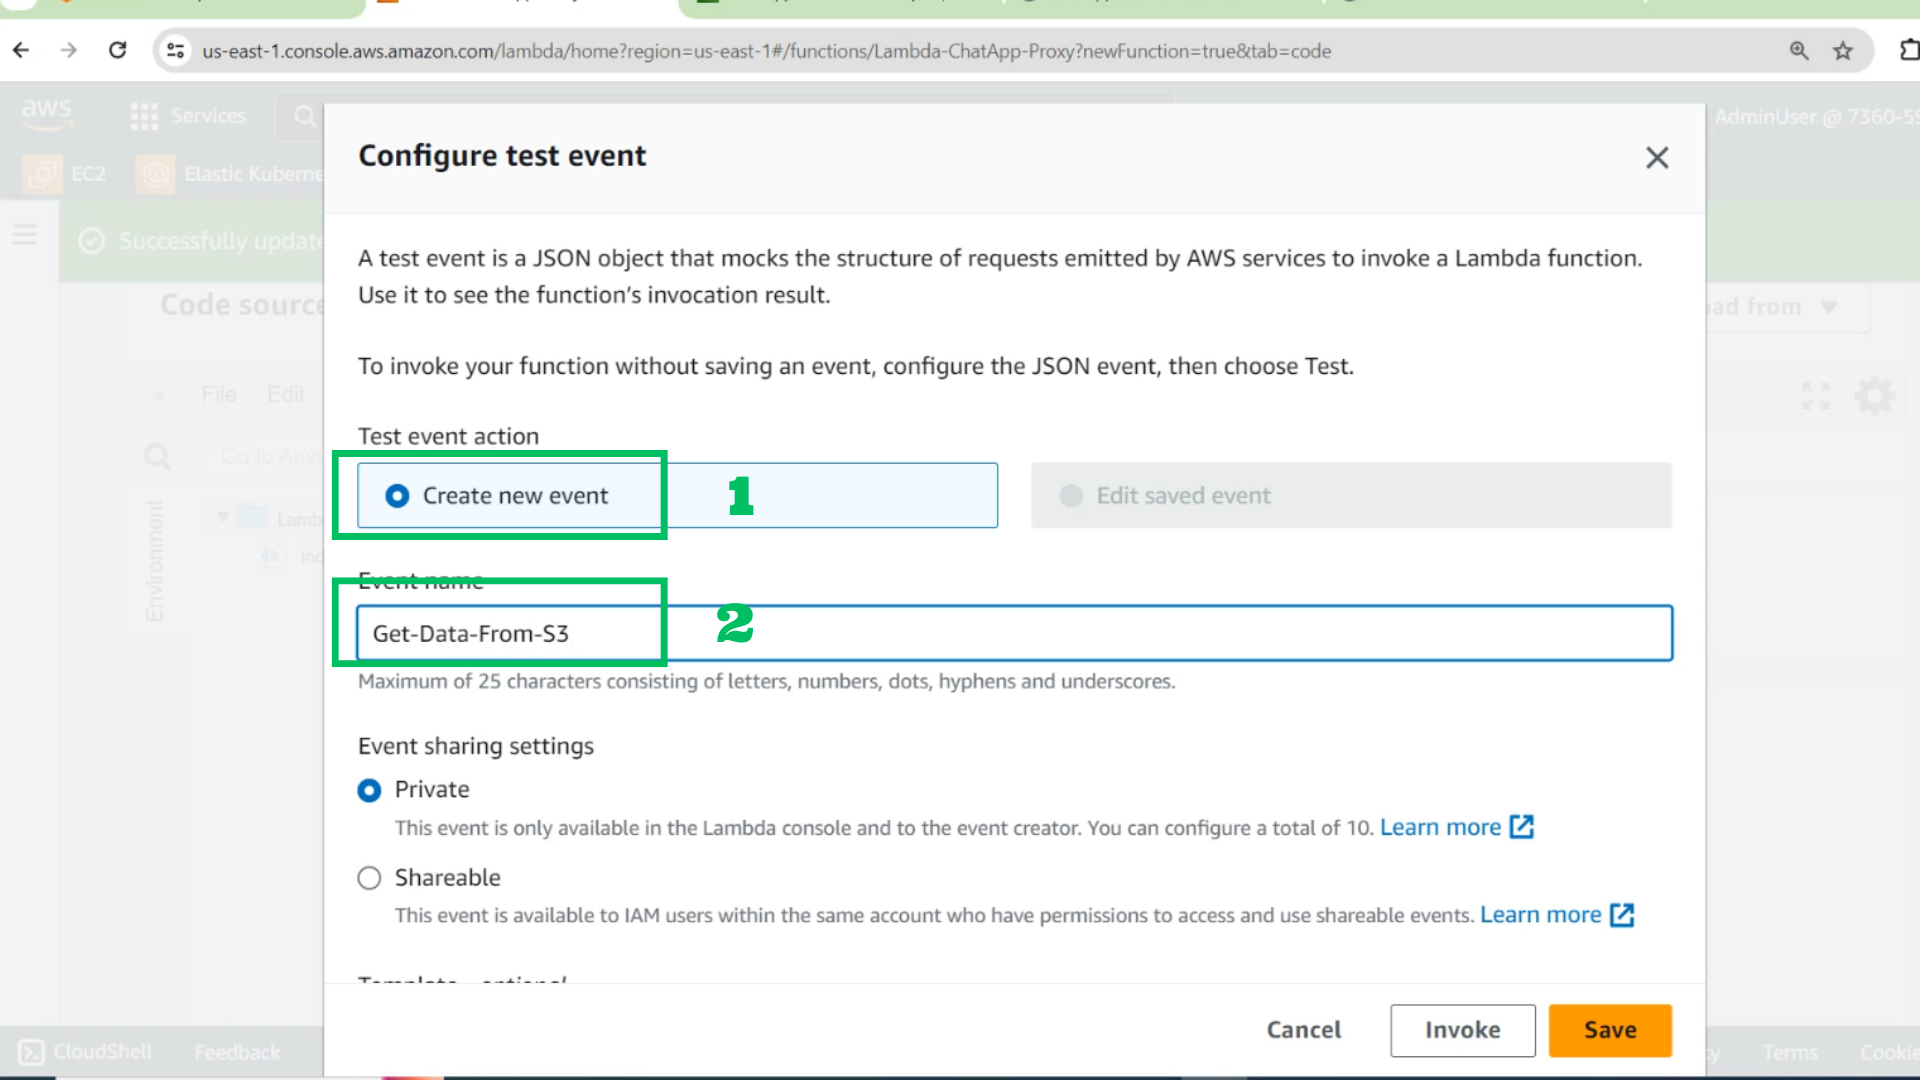 us-east-1.console.aws.amazon.com/lambda/home?region=us-east-1#/functions/Lambda-ChatApp-Proxy?newFunction=true&tab=code
aws
Services
AdminUser @ 7360-59
EC2
Elastic Kuberne
Configure test event
Successfully update
A test event is a JSON object that mocks the structure of requests emitted by AWS services to invoke a Lambda function.
Use it to see the function's invocation result.
Code source
oad from
To invoke your function without saving an event, configure the JSON event, then choose Test.
File Edit
Test event action
Go to Any
Create new event
1
Edit saved event
Environment
Lamb
ind
Event name
Get-Data-From-S3
2
Maximum of 25 characters consisting of letters, numbers, dots, hyphens and underscores.
Event sharing settings
Private
This event is only available in the Lambda console and to the event creator. You can configure a total of 10. Learn more
Shareable
This event is available to IAM users within the same account who have permissions to access and use shareable events. Learn more
Template - optional
Cancel
Invoke
Save
CloudShell
Feedback
cy
Terms
Cookie